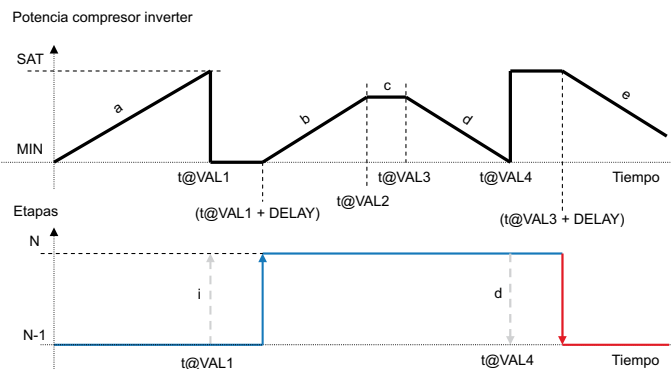 Potencia compresor inverter
SAT
a
b
c
d
e
MIN
t@VAL1
t@VAL3
t@VAL4
Tiempo
t@VAL2
(t@VAL1 + DELAY)
(t@VAL3 + DELAY)
Etapas
N
i
d
N-1
t@VAL1
t@VAL4
Tiempo